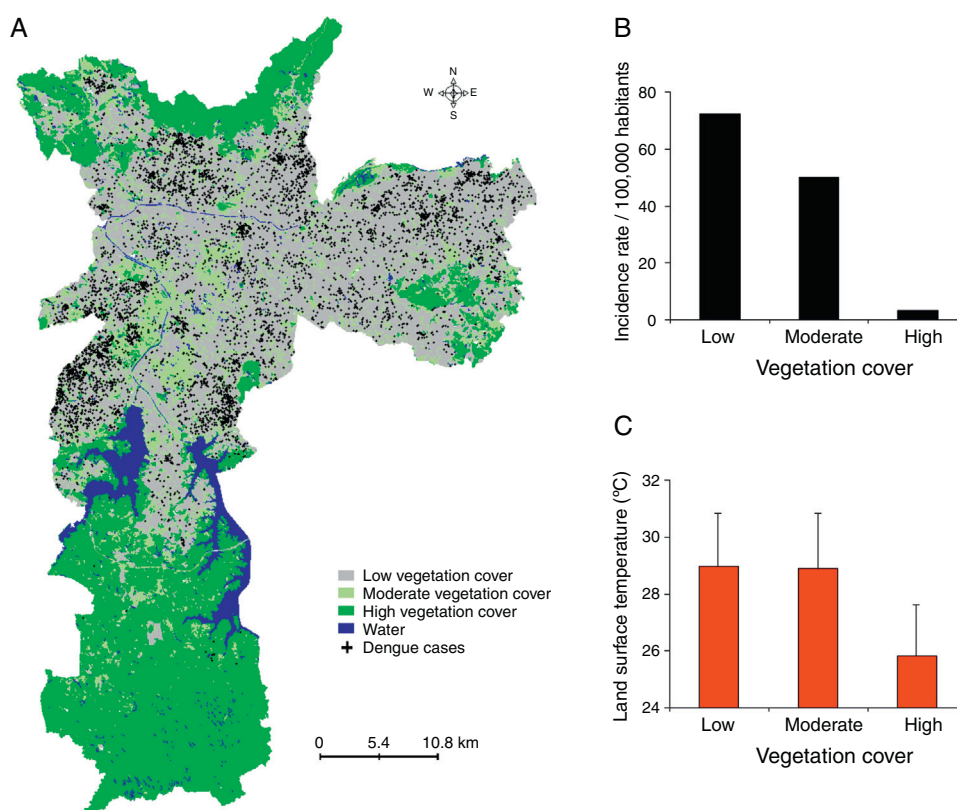 A
N
W E
S
Low vegetation cover
Moderate vegetation cover
High vegetation cover
Water
Dengue cases
0 5.4 10.8 km
B
Incidence rate / 100,000 habitants
80
60
40
20
0
Low Moderate High
Vegetation cover
C
Land surface temperature (ºC)
32
30
28
26
24
Low Moderate High
Vegetation cover